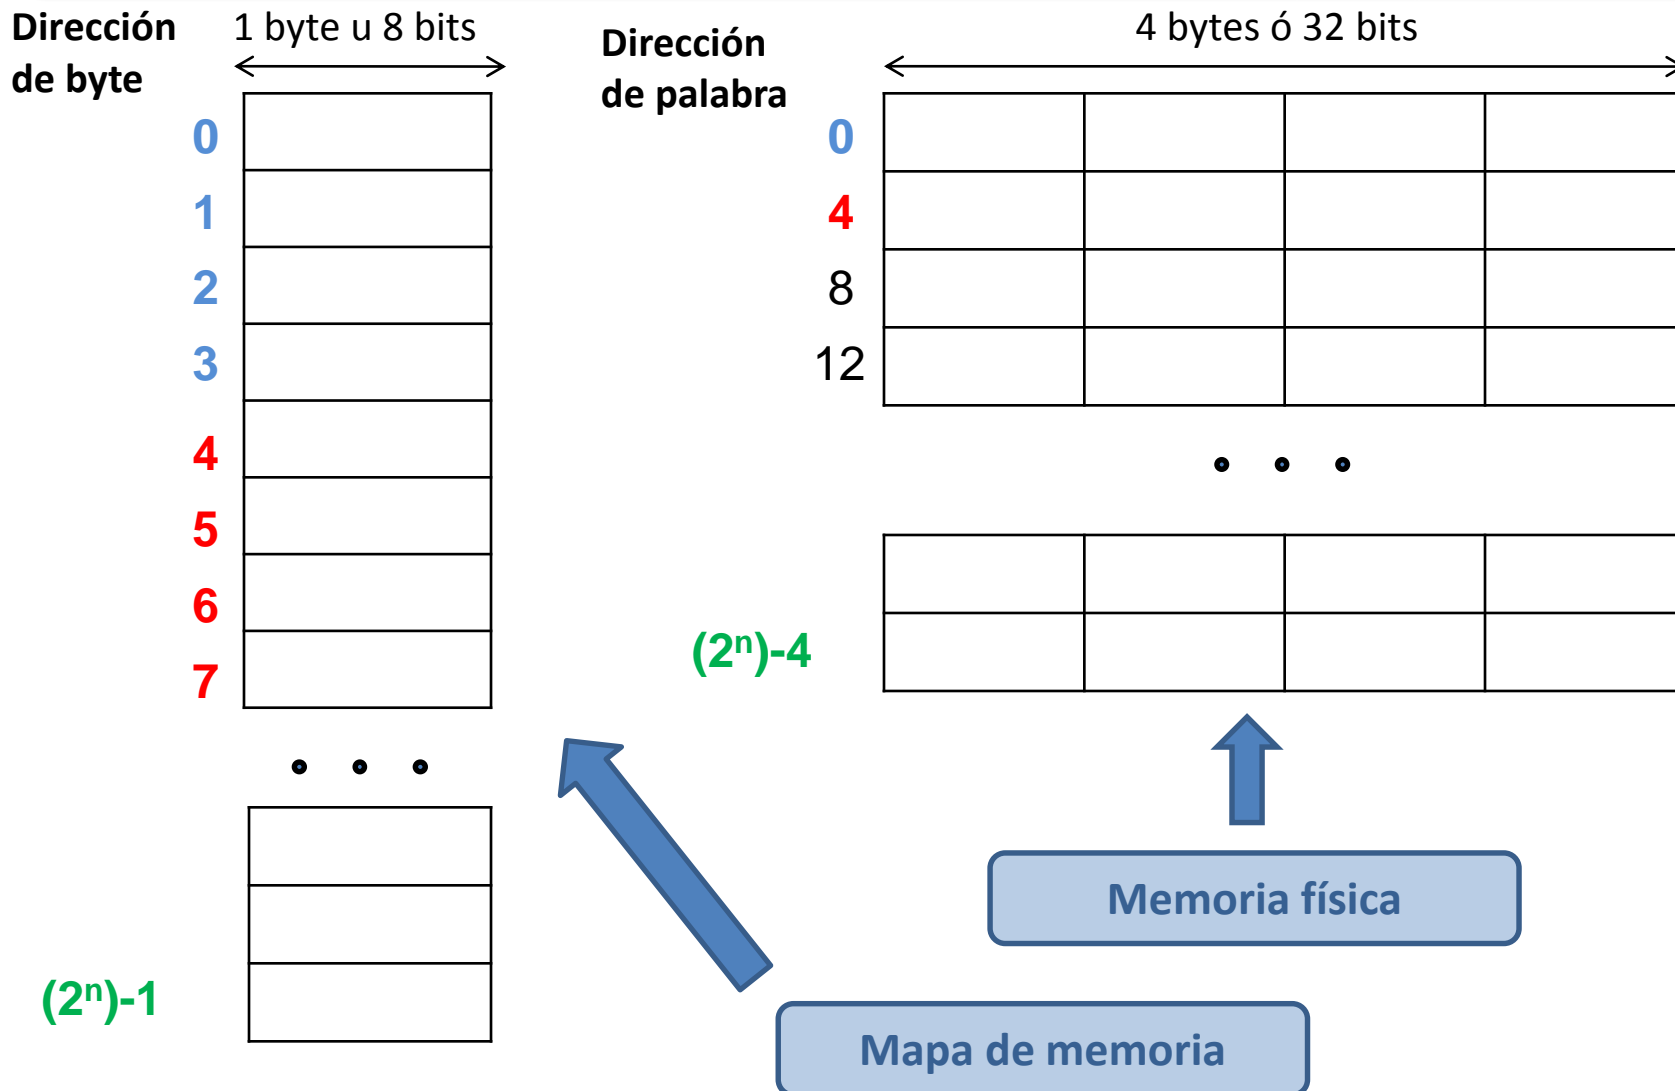 Dirección
de byte
1 byte u 8 bits
0
1
2
3
4
5
6
7
(2ⁿ)-1
Dirección
de palabra
4 bytes ó 32 bits
0
4
8
12
(2ⁿ)-4
Memoria física
Mapa de memoria